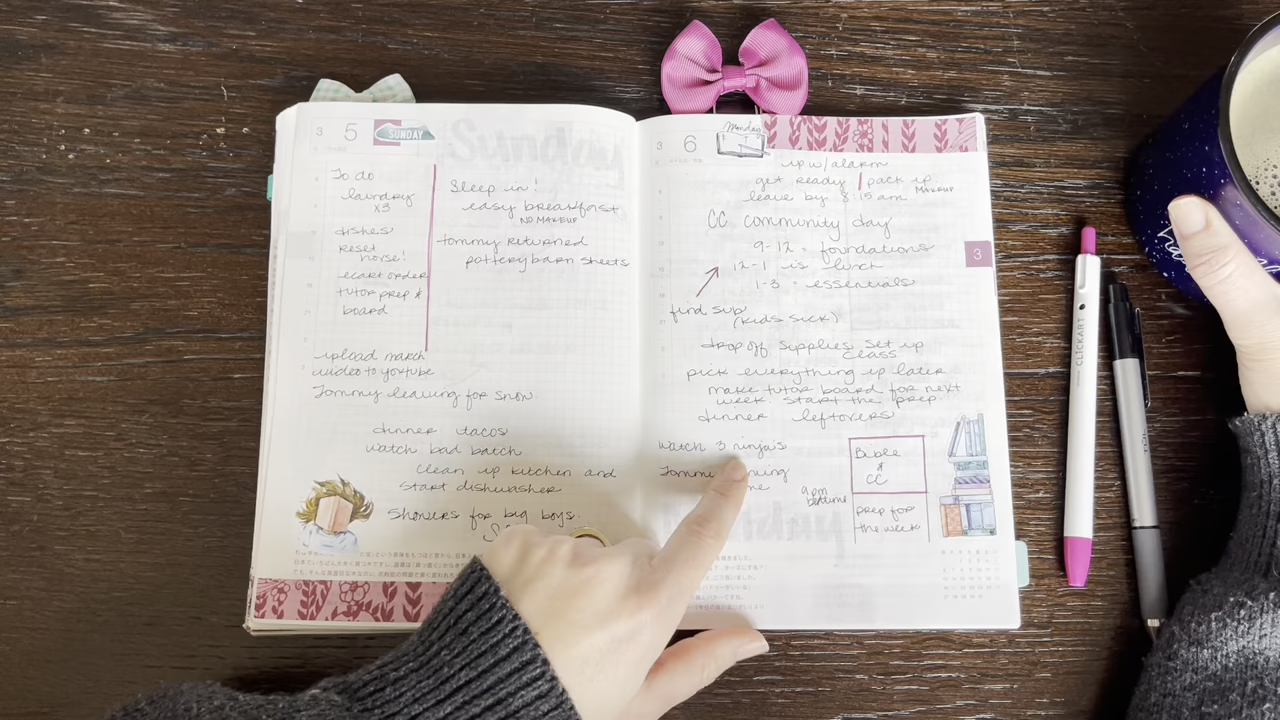 3 5 SUNDAY
Sunday
To do
laundry
x3
dishes
reset
house!
ecart order
tutor prep &
board
upload march
video to youtube
Tommy leaving for snow
Sleep in!
easy breakfast
NO MAKEUP
tommy returned
pottery barn sheets
dinner tacos
watch bad batch
clean up kitchen and
start dishwasher
Showers for big boys
3 6 Monday
up w/ alarm
get ready / pack up
MAKEUP
leave by 8:15 am
CC community day
9-12 = foundations
12-1 is lunch
1-3 = essentials
find sub
(kids sick)
drop off supplies, set up
class
pick everything up later
make tutor board for next
week, start the prep
dinner leftovers
watch 3 ninjas
9pm
bedtime
Bible
&
CC
prep for
the week
3
CLICKART